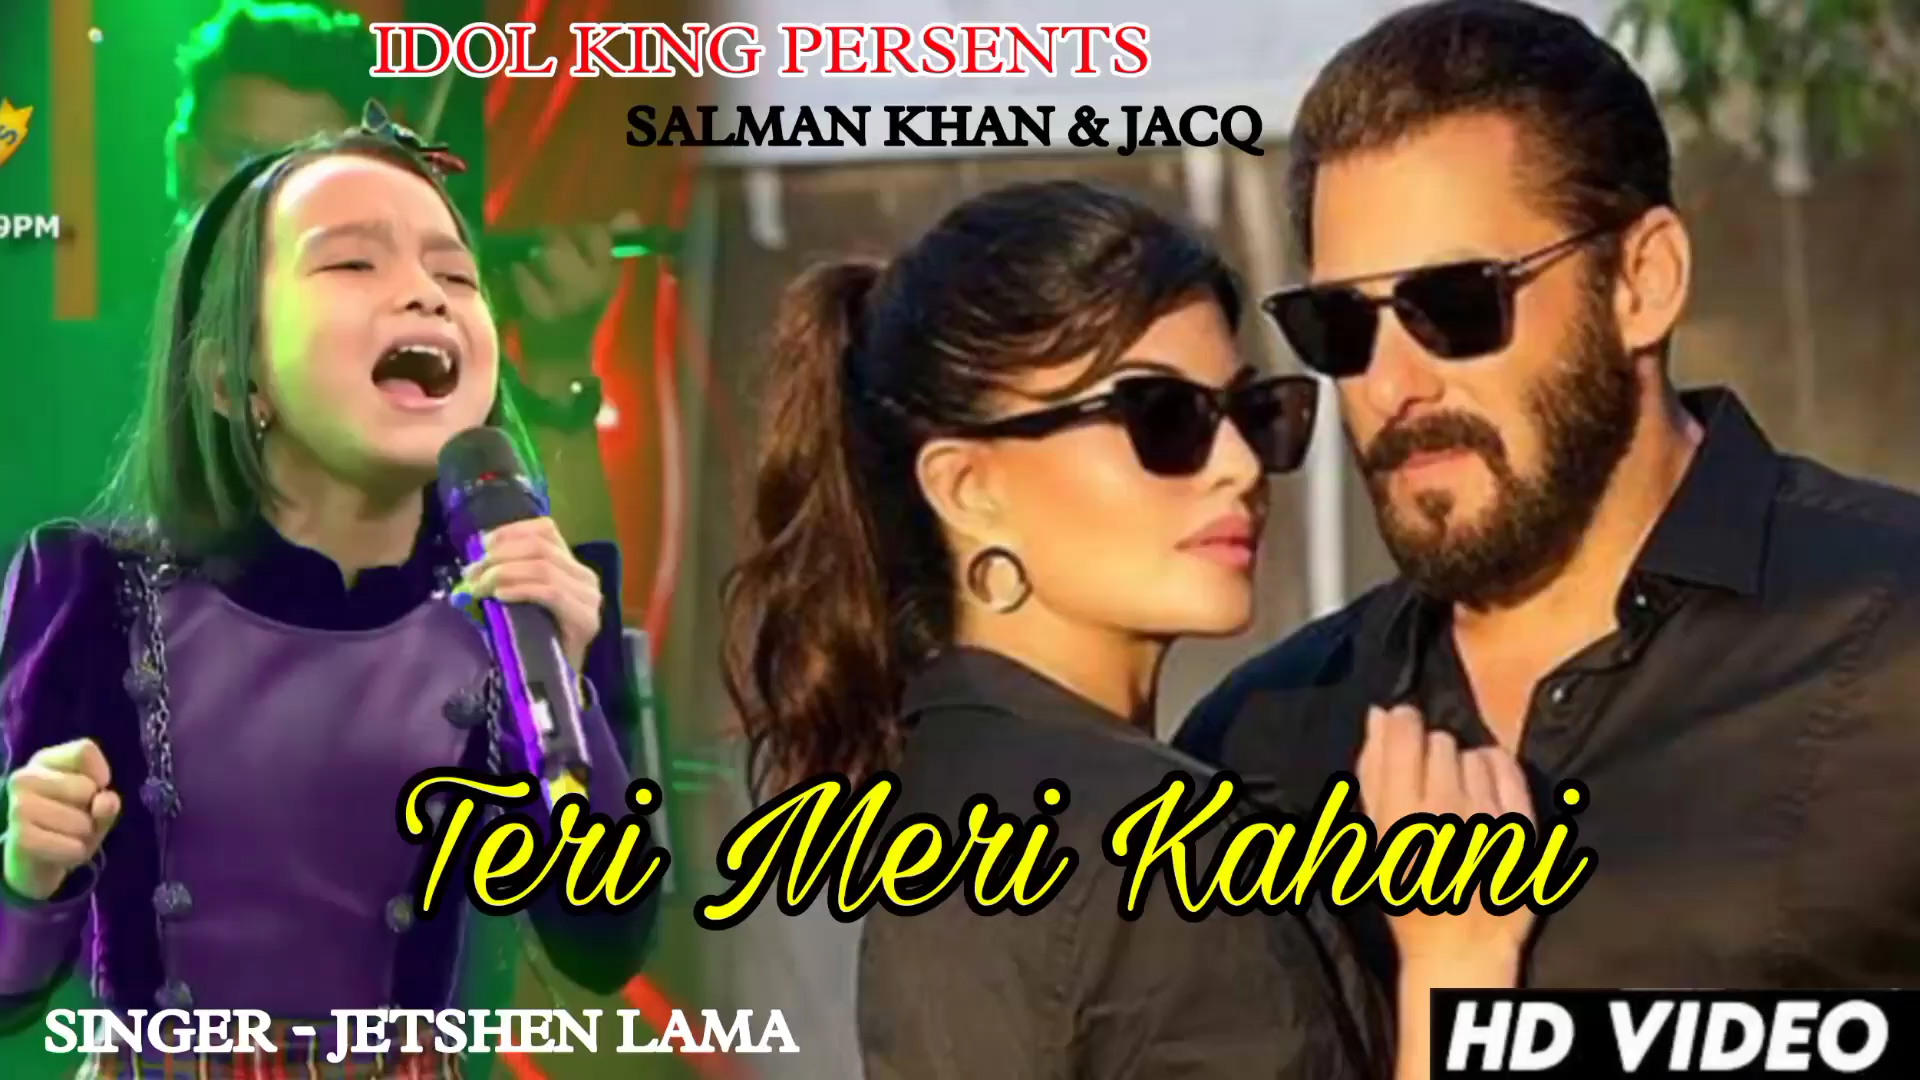 IDOL KING PERSENTS
SALMAN KHAN & JACQ
S
9PM
Teri Meri Kahani
SINGER - JETSHEN LAMA
HD VIDEO